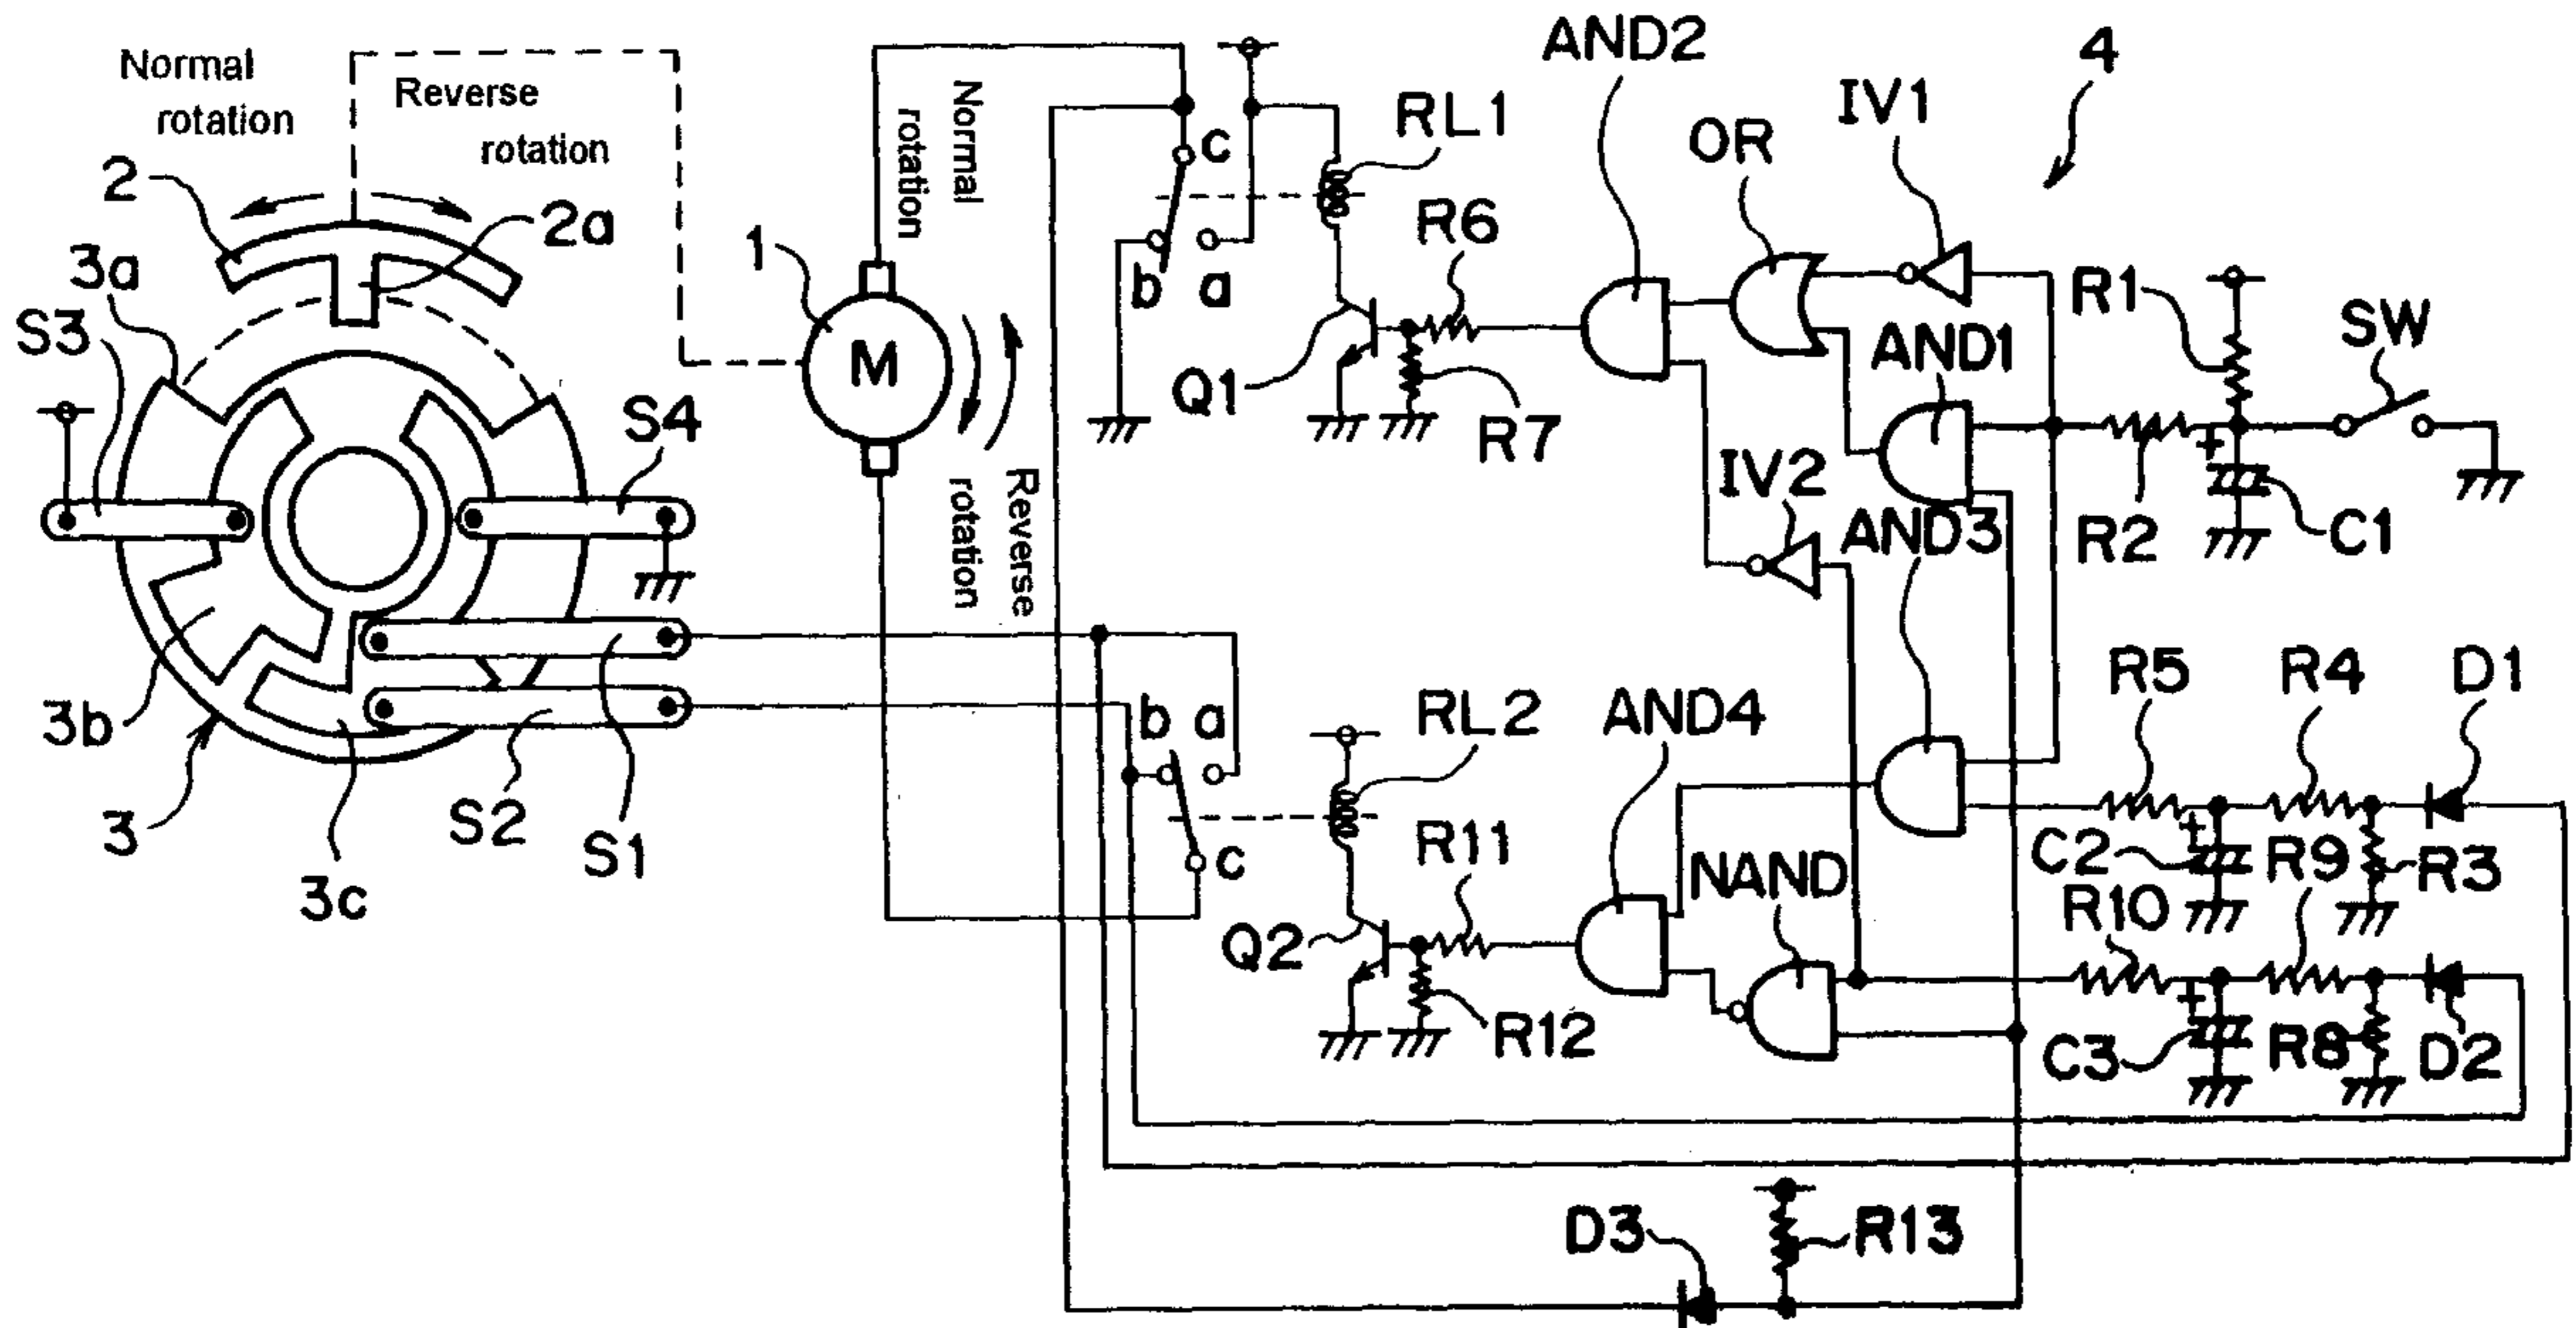 Normal
rotation
Reverse
rotation
2
2a
3a
S3
S4
3b
3
3c
S2
S1
1
M
Normal
rotation
Reverse
rotation
c
b
a
RL1
R6
Q1
R7
AND2
OR
IV1
4
AND1
R1
SW
IV2
AND3
R2
+
C1
b
a
c
RL2
AND4
R11
Q2
R12
NAND
R5
R4
D1
+
C2
R9
R3
R10
+
C3
R8
D2
D3
R13